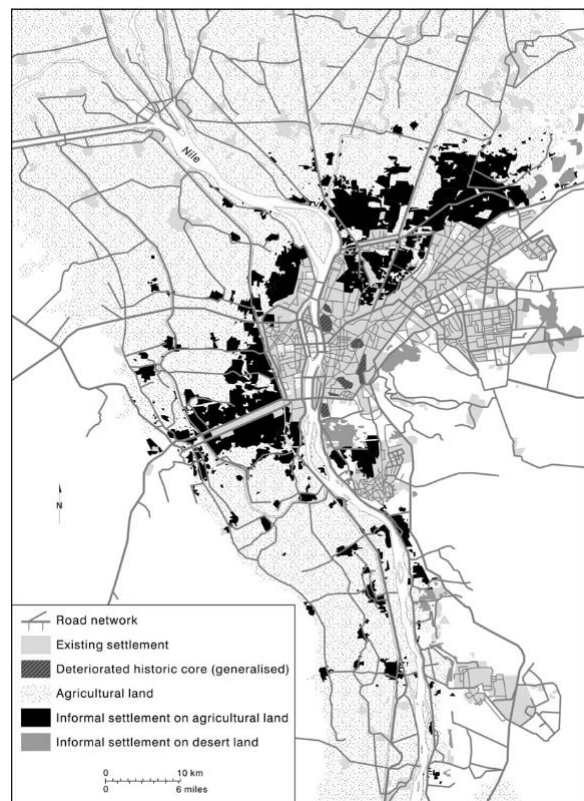 Nile
N
Road network
Existing settlement
Deteriorated historic core (generalised)
Agricultural land
Informal settlement on agricultural land
Informal settlement on desert land
0 10 km
0 6 miles